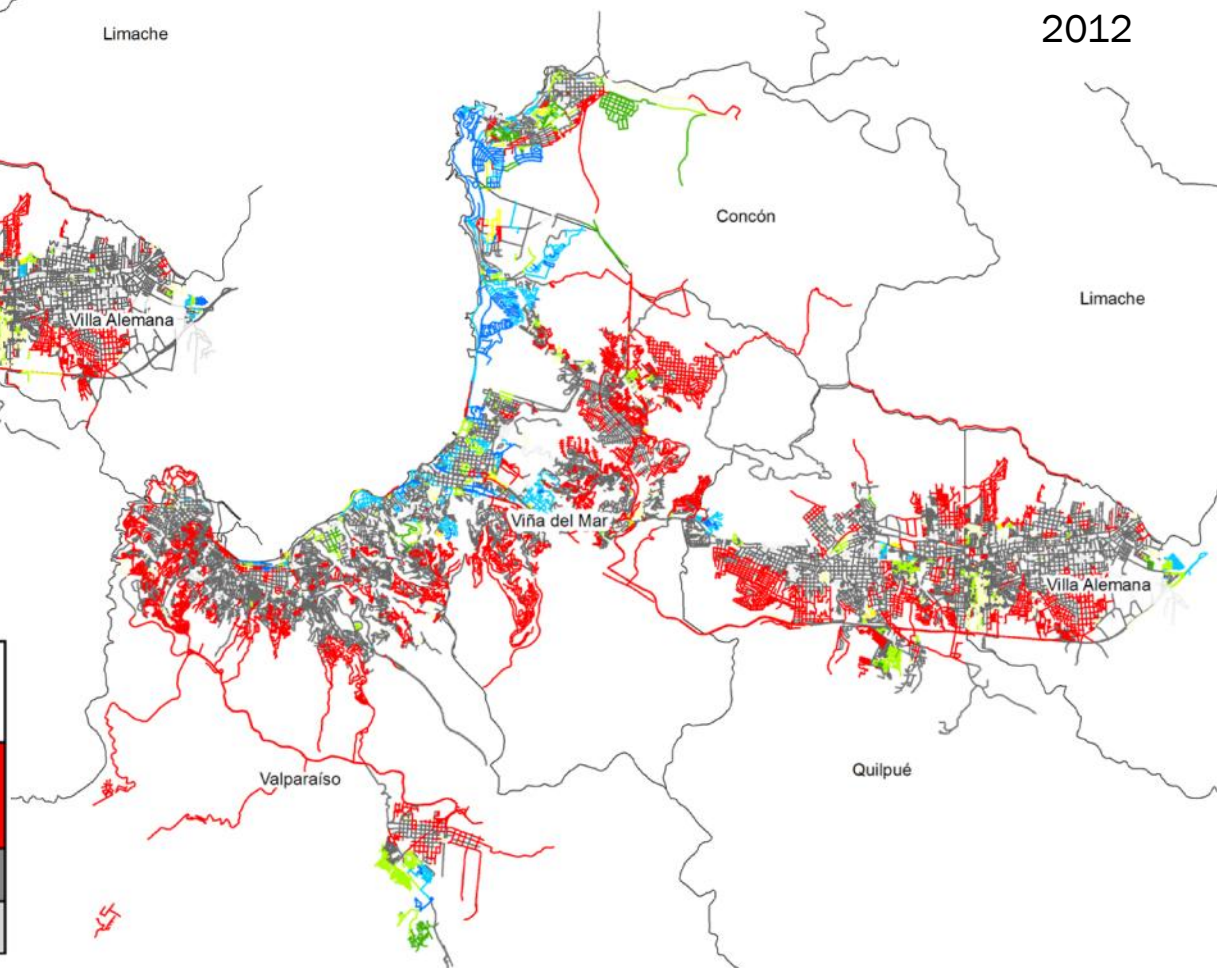 2012
Limache
Concón
Limache
Villa Alemana
Viña del Mar
Villa Alemana
Valparaíso
Quilpué